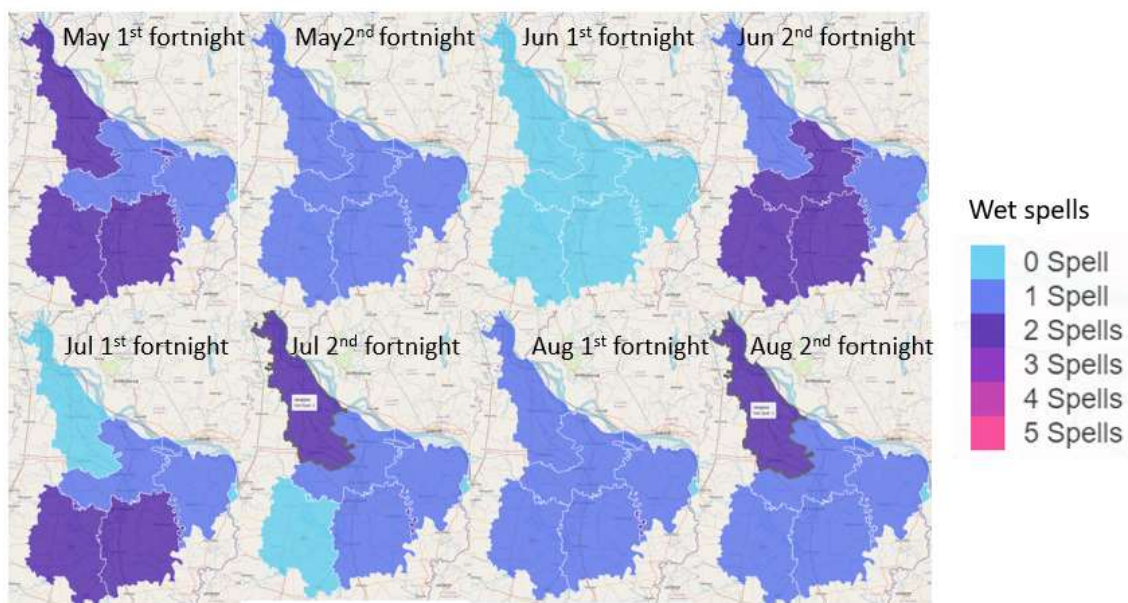 May 1st fortnight
May2nd fortnight
Jun 1st fortnight
Jun 2nd fortnight
Jul 1st fortnight
Jul 2nd fortnight
Aug 1st fortnight
Aug 2nd fortnight
Wet spells
0 Spell
1 Spell
2 Spells
3 Spells
4 Spells
5 Spells